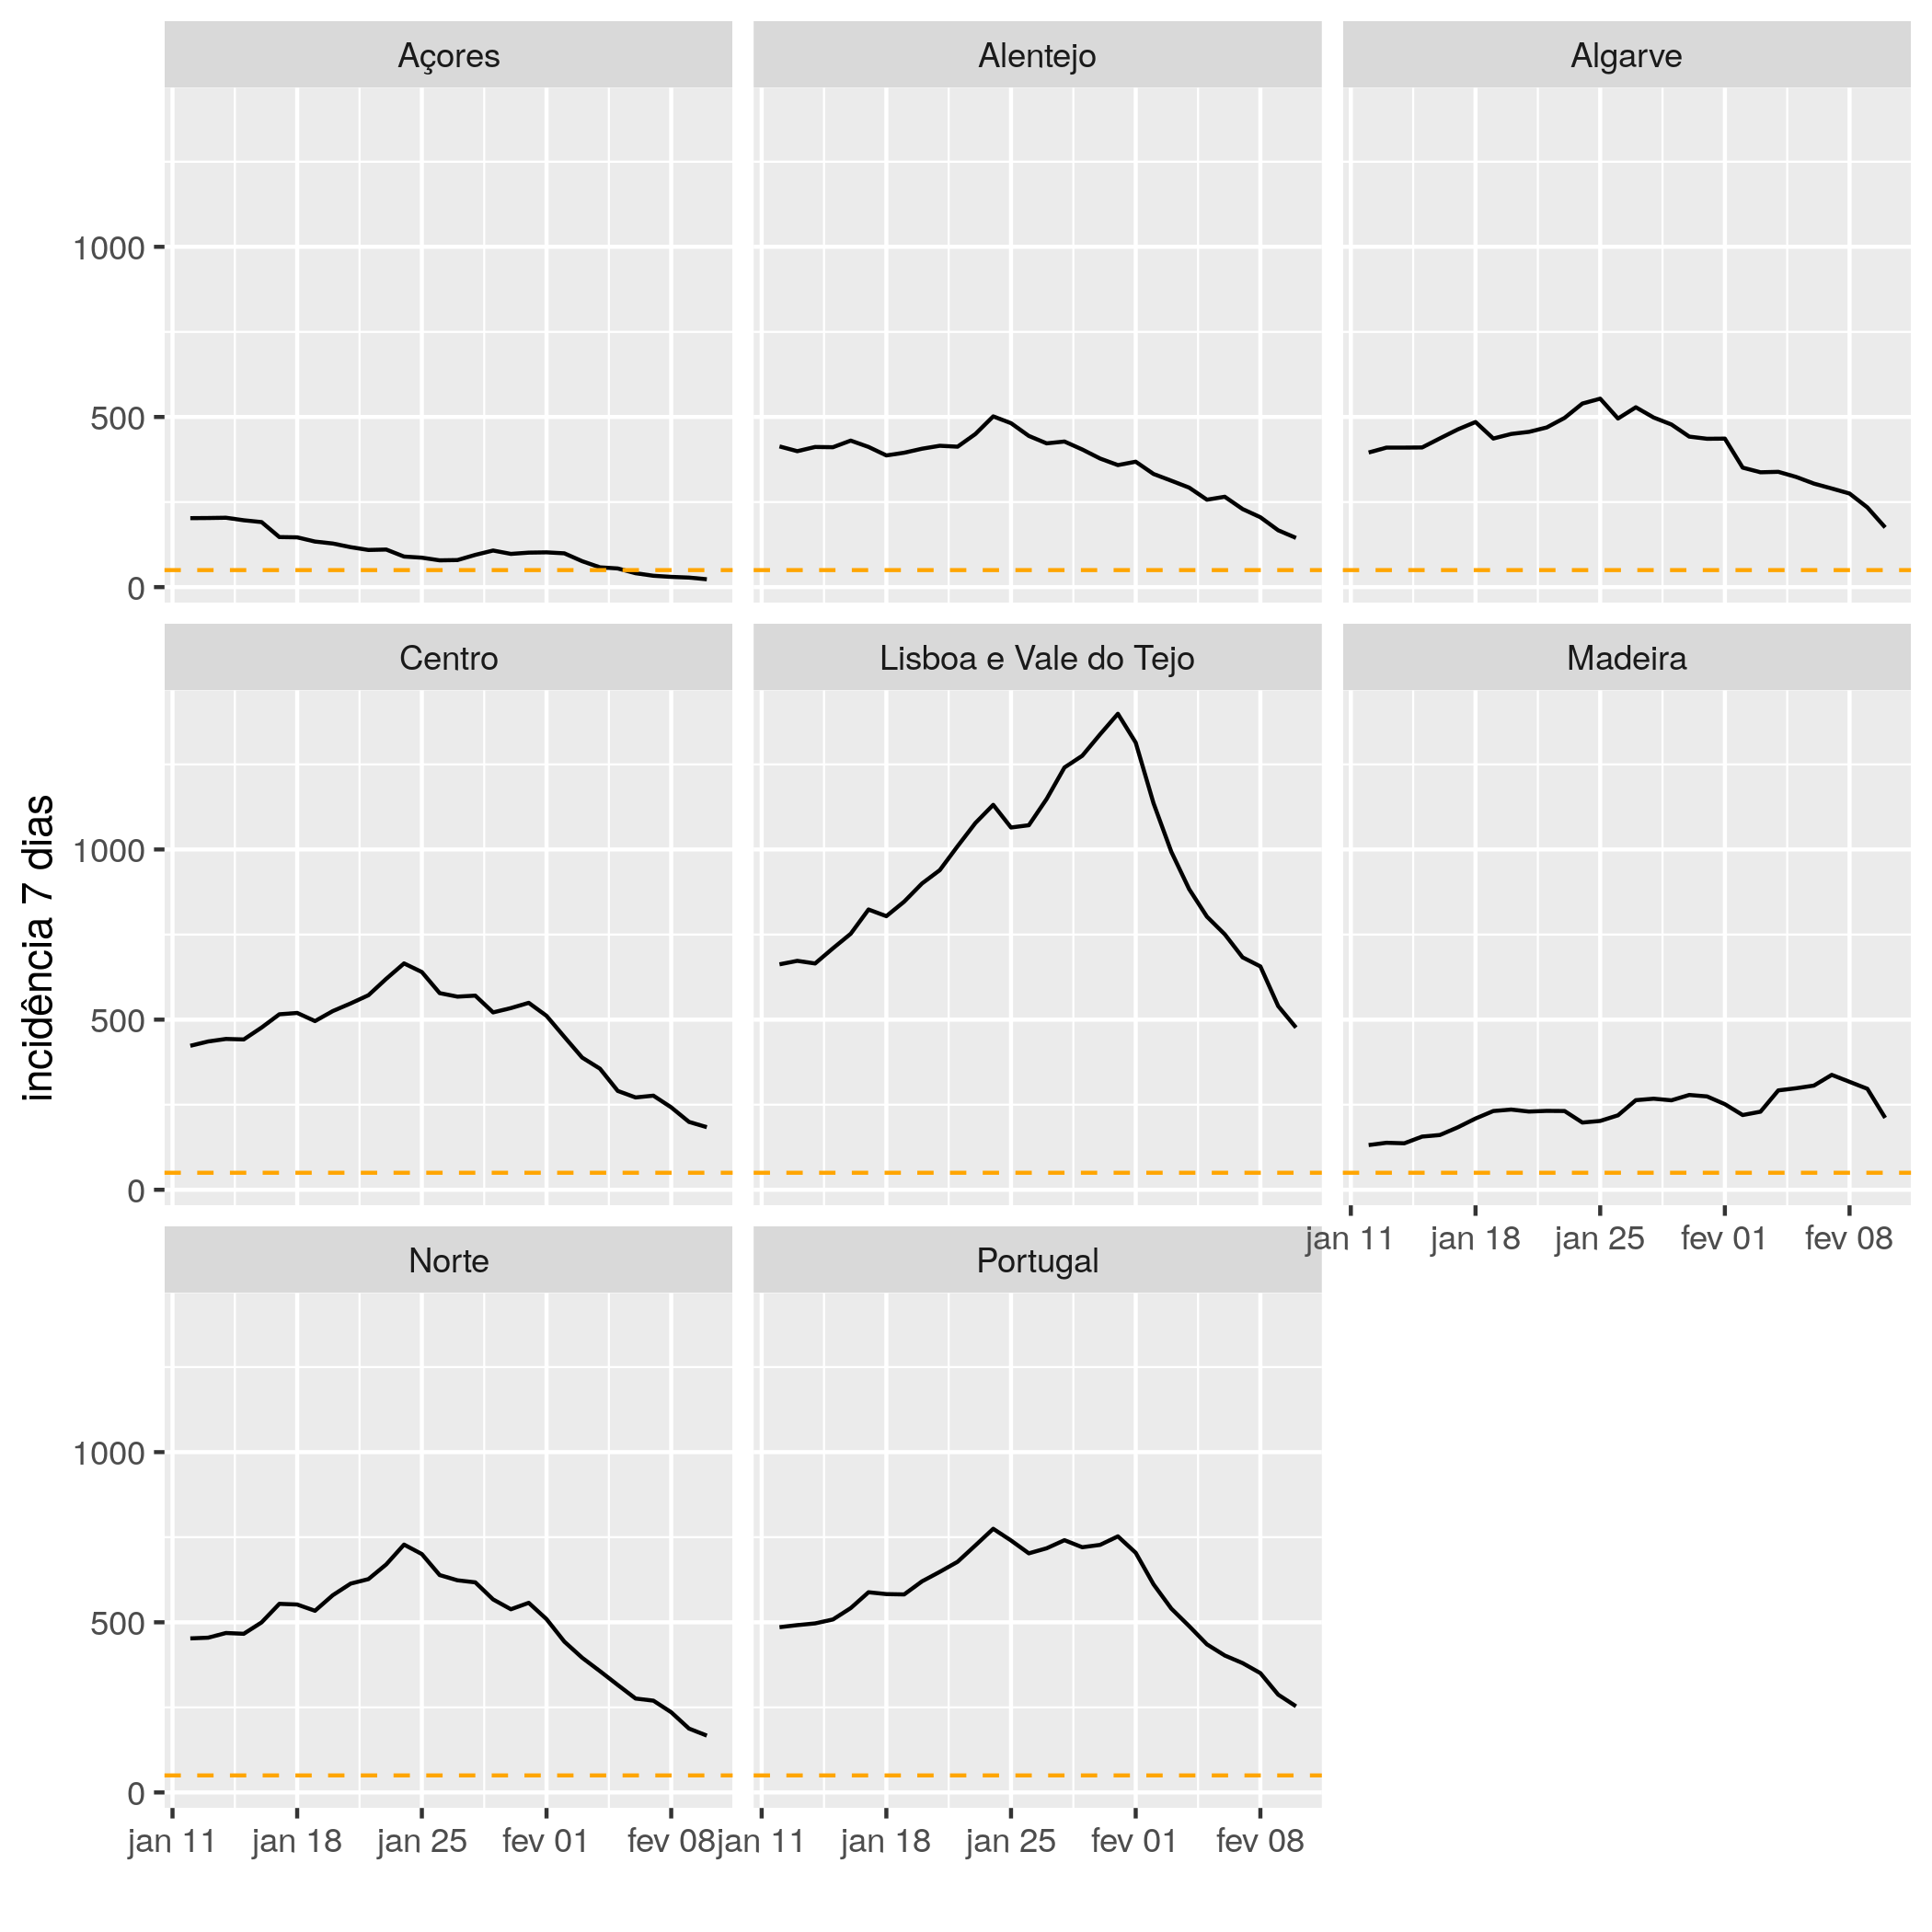 Açores
Alentejo
Algarve
1000
500
0
Centro
Lisboa e Vale do Tejo
Madeira
incidência 7 dias
1000
500
0
jan 11 jan 18 jan 25 fev 01 fev 08
Norte
Portugal
1000
500
0
jan 11 jan 18 jan 25 fev 01 fev 08
jan 11 jan 18 jan 25 fev 01 fev 08